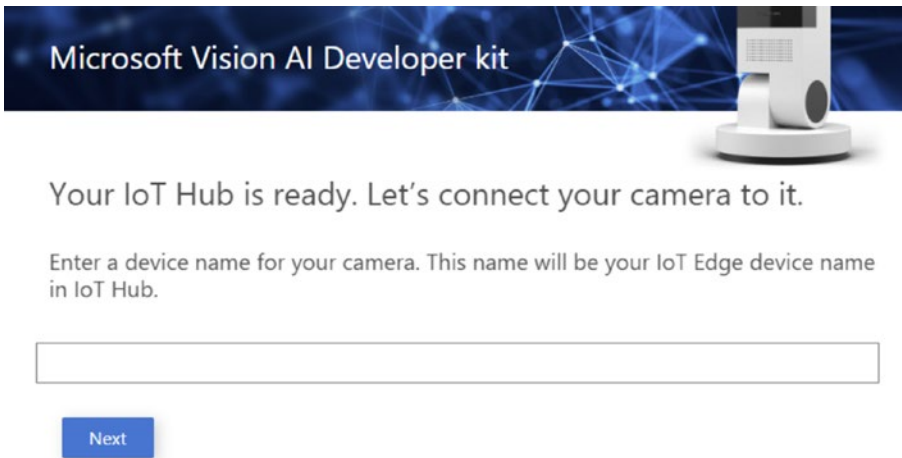 Microsoft Vision AI Developer kit
Your IoT Hub is ready. Let's connect your camera to it.
Enter a device name for your camera. This name will be your IoT Edge device name
in IoT Hub.
Next